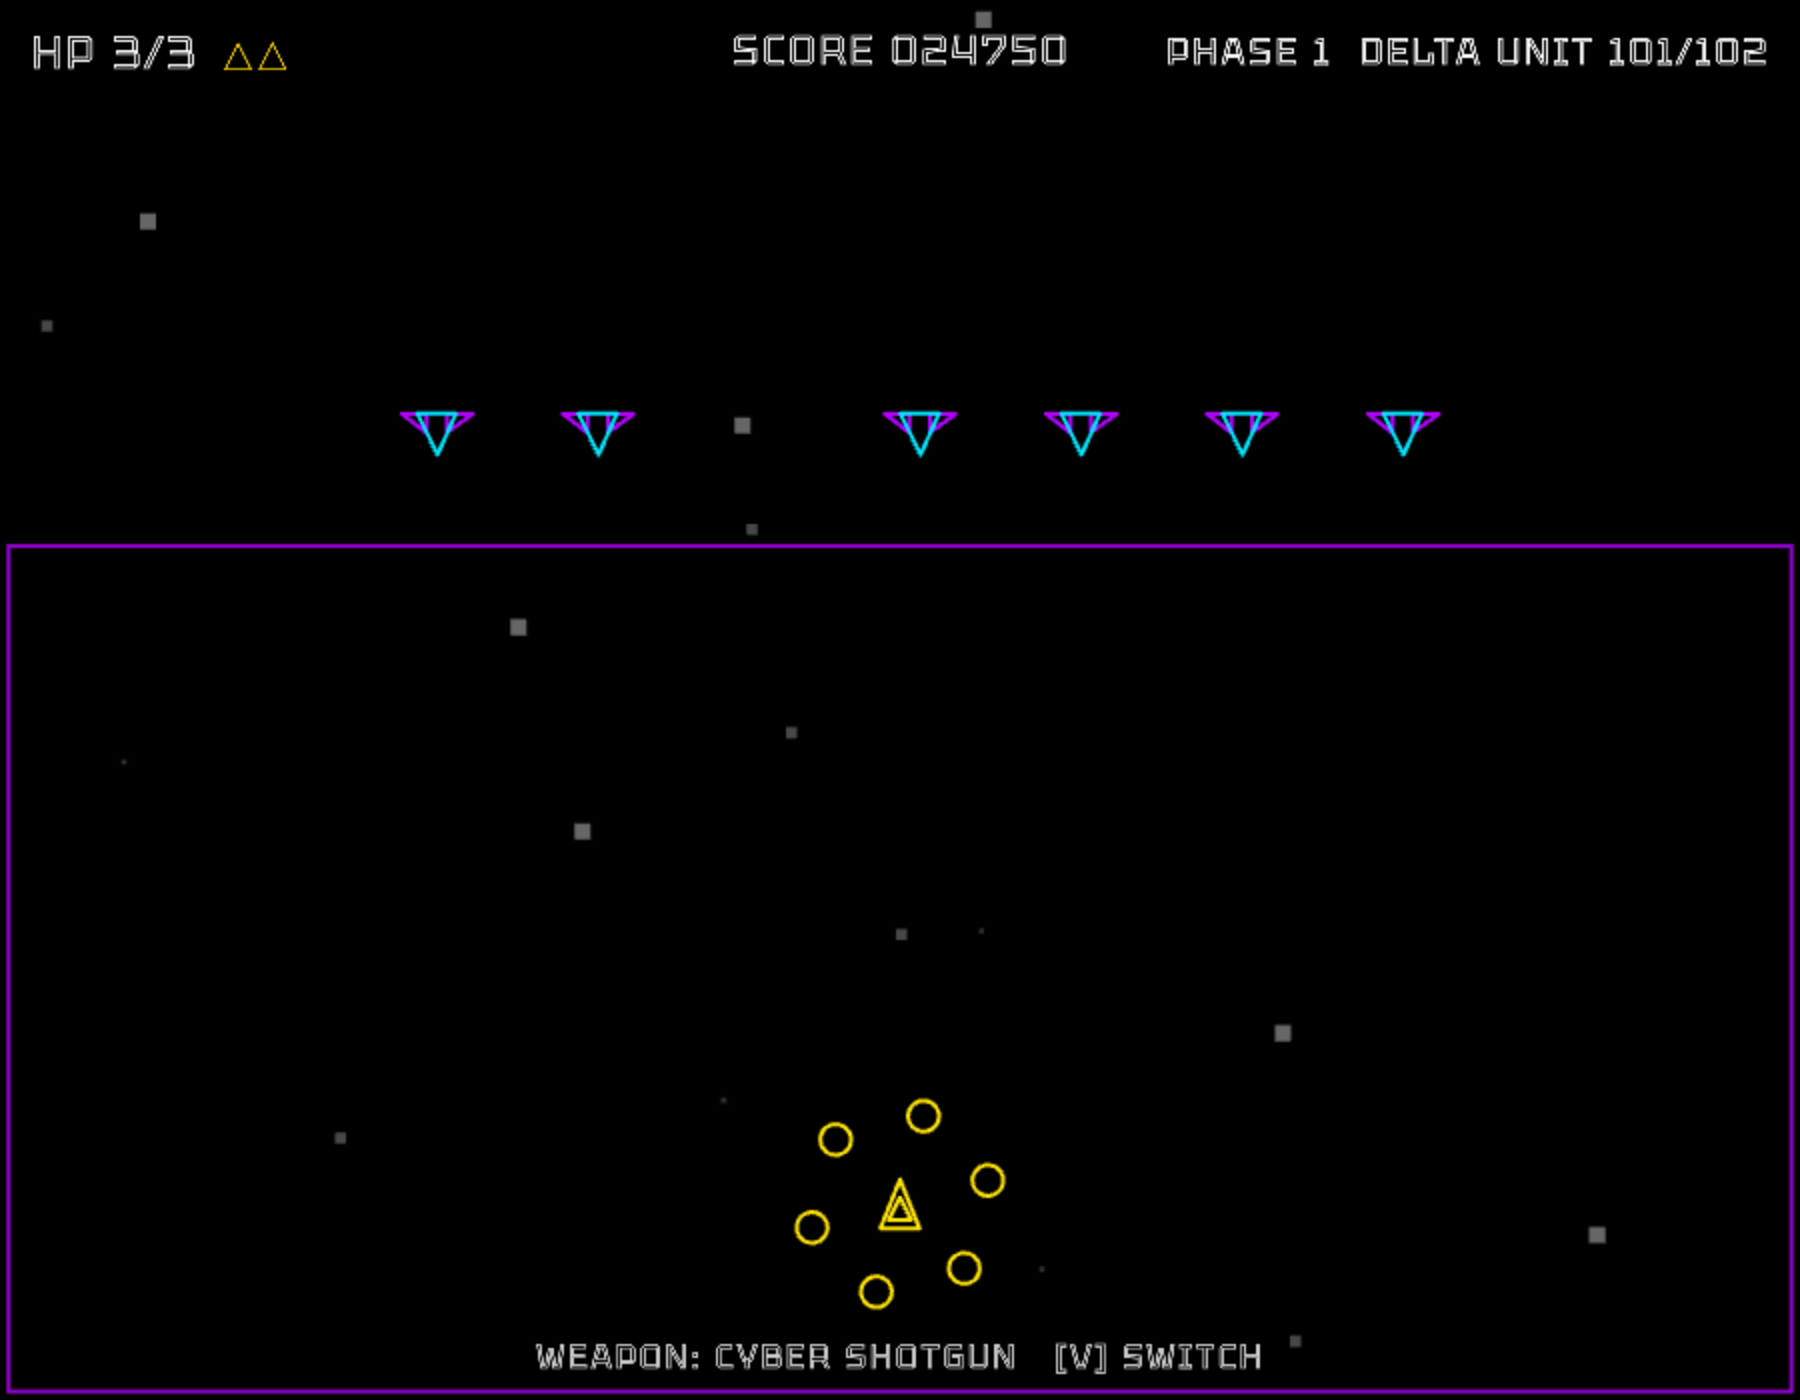 HP 3/3 △△ SCORE 024750 PHASE 1 DELTA UNIT 101/102
WEAPON: CYBER SHOTGUN [V] SWITCH